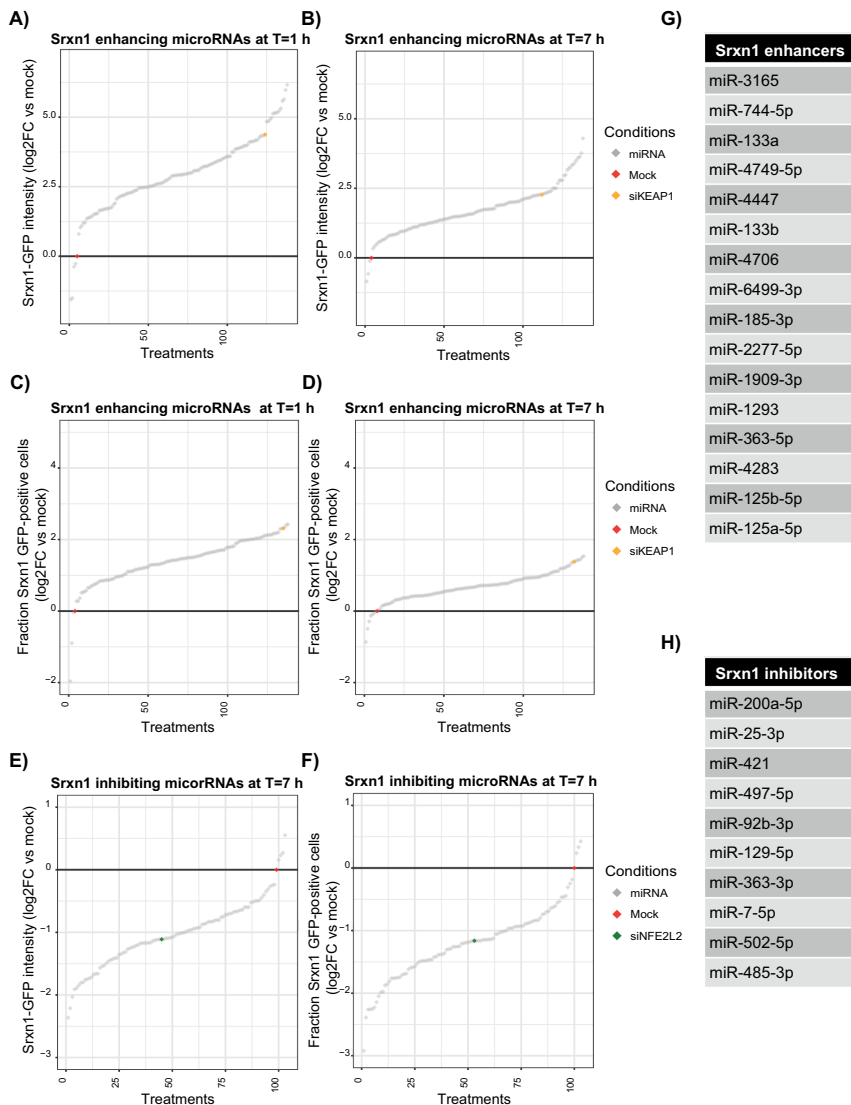 A)
Srxn1 enhancing microRNAs at T=1 h
Srxn1-GFP intensity (log2FC vs mock)
5.0
2.5
0.0
0
50
100
Treatments
B)
Srxn1 enhancing microRNAs at T=7 h
Srxn1-GFP intensity (log2FC vs mock)
5.0
2.5
0.0
0
50
100
Treatments
Conditions
miRNA
Mock
siKEAP1
C)
Srxn1 enhancing microRNAs at T=1 h
Fraction Srxn1 GFP-positive cells
(log2FC vs mock)
4
2
0
−2
0
50
100
Treatments
D)
Srxn1 enhancing microRNAs at T=7 h
Fraction Srxn1 GFP-positive cells
(log2FC vs mock)
4
2
0
−2
0
50
100
Treatments
Conditions
miRNA
Mock
siKEAP1
E)
Srxn1 inhibiting micorRNAs at T=7 h
Srxn1-GFP intensity (log2FC vs mock)
1
0
−1
−2
−3
0
25
50
75
100
Treatments
F)
Srxn1 inhibiting microRNAs at T=7 h
Fraction Srxn1 GFP-positive cells
(log2FC vs mock)
1
0
−1
−2
−3
0
25
50
75
100
Treatments
Conditions
miRNA
Mock
siNFE2L2
G)
Srxn1 enhancers
miR-3165
miR-744-5p
miR-133a
miR-4749-5p
miR-4447
miR-133b
miR-4706
miR-6499-3p
miR-185-3p
miR-2277-5p
miR-1909-3p
miR-1293
miR-363-5p
miR-4283
miR-125b-5p
miR-125a-5p
H)
Srxn1 inhibitors
miR-200a-5p
miR-25-3p
miR-421
miR-497-5p
miR-92b-3p
miR-129-5p
miR-363-3p
miR-7-5p
miR-502-5p
miR-485-3p